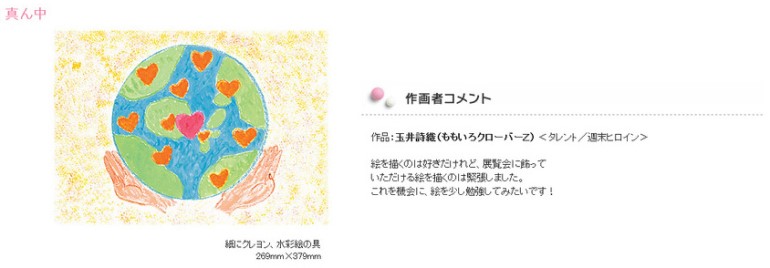 真ん中
作画者コメント
作品:玉井詩織(ももいろクローバーZ) <タレント/週末ヒロイン>
絵を描くのは好きだけれど、展覧会に飾って
いただける絵を描くのは緊張しました。
これを機会に、絵を少し勉強してみたいです!
紙にクレヨン、水彩絵の具
269mm×379mm